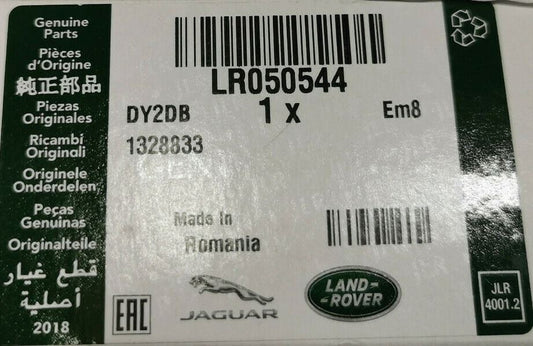 Genuine
Parts
Pièces
d'Origine
純正部品
Piezas
Originales
Ricambi
Originali
Originele
Onderdelen
Peças
Genuinas
Originalteile
قطع غيار
أصلية
2018
LR050544
DY2DB
1 x
Em8
1328833
Made In
Romania
EAC
JAGUAR
LAND-
-ROVER
JLR
4001.2